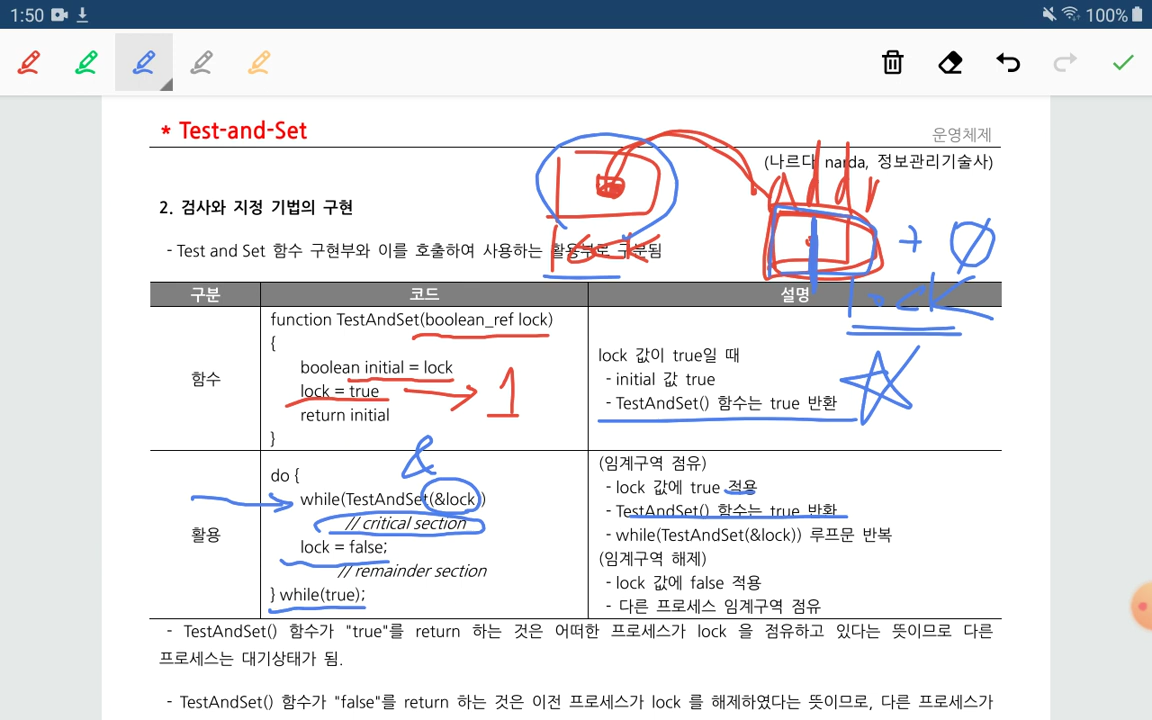 1:50 100%
* Test-and-Set
운영체제
(나르다 narda, 정보관리기술사)
Addr
2. 검사와 지정 기법의 구현
- Test and Set 함수 구현부와 이를 호출하여 사용하는 활용부로 구분됨
lock
+ Ø
lock
구분 코드 설명
함수
function TestAndSet(boolean_ref lock)
{
boolean initial = lock
lock = true
return initial
}
1
lock 값이 true일 때
- initial 값 true
- TestAndSet() 함수는 true 반환
활용
&
do {
while(TestAndSet(&lock))
// critical section
lock = false;
// remainder section
} while(true);
(임계구역 점유)
- lock 값에 true 적용
- TestAndSet() 함수는 true 반환
- while(TestAndSet(&lock)) 루프문 반복
(임계구역 해제)
- lock 값에 false 적용
- 다른 프로세스 임계구역 점유
- TestAndSet() 함수가 "true"를 return 하는 것은 어떠한 프로세스가 lock 을 점유하고 있다는 뜻이므로 다른
프로세스는 대기상태가 됨.
- TestAndSet() 함수가 "false"를 return 하는 것은 이전 프로세스가 lock 를 해제하였다는 뜻이므로, 다른 프로세스가